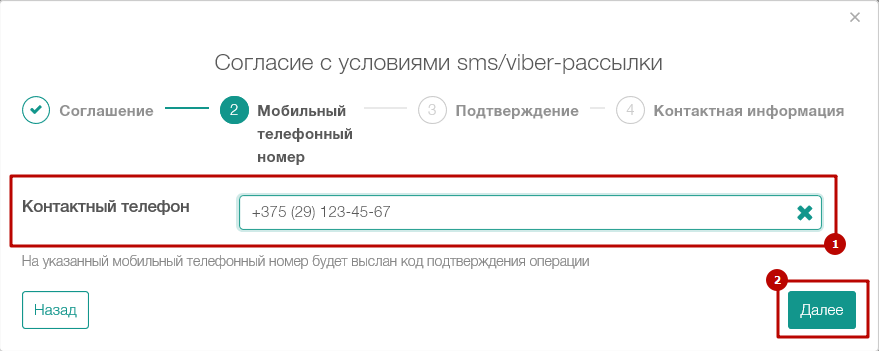 Согласие с условиями sms/viber-рассылки
Соглашение
2 Мобильный
телефонный
номер
3 Подтверждение
4 Контактная информация
Контактный телефон
+375 (29) 123-45-67
1
На указанный мобильный телефонный номер будет выслан код подтверждения операции
2
Назад
Далее